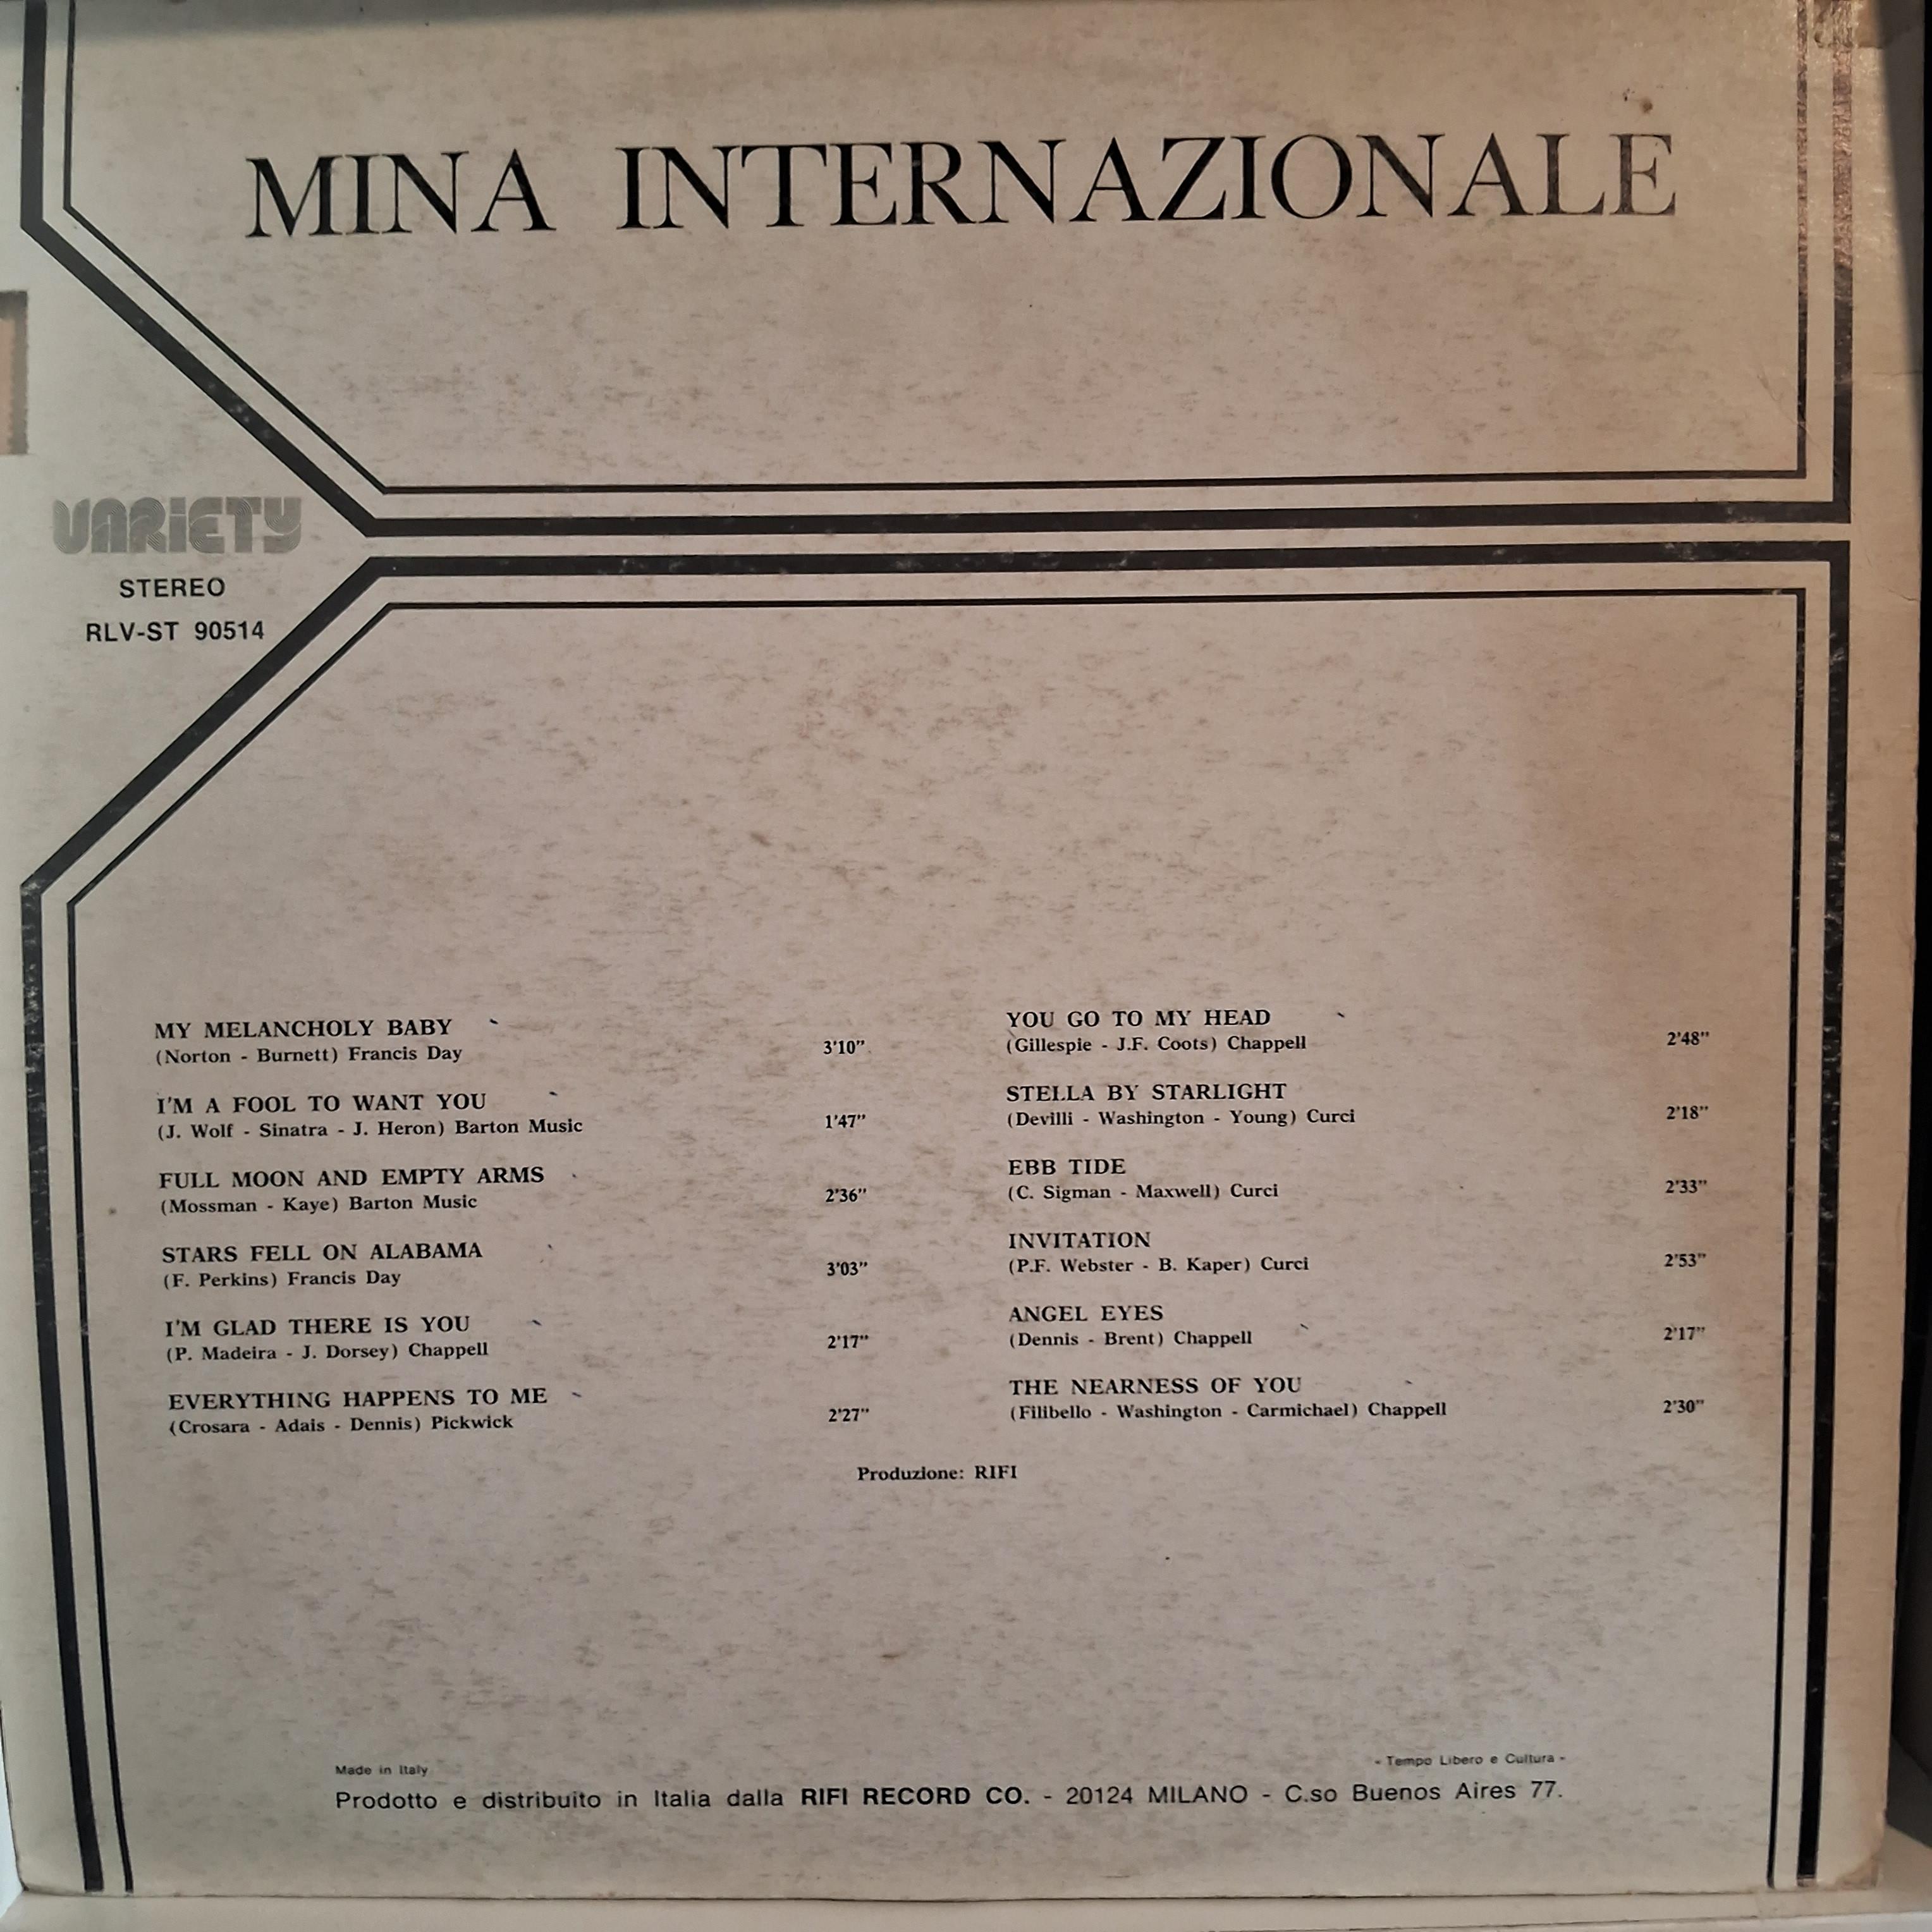 MINA INTERNAZIONALE
VARIETY
STEREO
RLV-ST 90514
MY MELANCHOLY BABY
(Norton - Burnett) Francis Day 3'10"
I'M A FOOL TO WANT YOU
(J. Wolf - Sinatra - J. Heron) Barton Music 1'47"
FULL MOON AND EMPTY ARMS
(Mossman - Kaye) Barton Music 2'36"
STARS FELL ON ALABAMA
(F. Perkins) Francis Day 3'03"
I'M GLAD THERE IS YOU
(P. Madeira - J. Dorsey) Chappell 2'17"
EVERYTHING HAPPENS TO ME
(Crosara - Adais - Dennis) Pickwick 2'27"
YOU GO TO MY HEAD
(Gillespie - J.F. Coots) Chappell 2'48"
STELLA BY STARLIGHT
(Devilli - Washington - Young) Curci 2'18"
EBB TIDE
(C. Sigman - Maxwell) Curci 2'33"
INVITATION
(P.F. Webster - B. Kaper) Curci 2'53"
ANGEL EYES
(Dennis - Brent) Chappell 2'17"
THE NEARNESS OF YOU
(Filibello - Washington - Carmichael) Chappell 2'30"
Produzione: RIFI
Made in Italy
- Tempo Libero e Cultura -
Prodotto e distribuito in Italia dalla RIFI RECORD CO. - 20124 MILANO - C.so Buenos Aires 77.